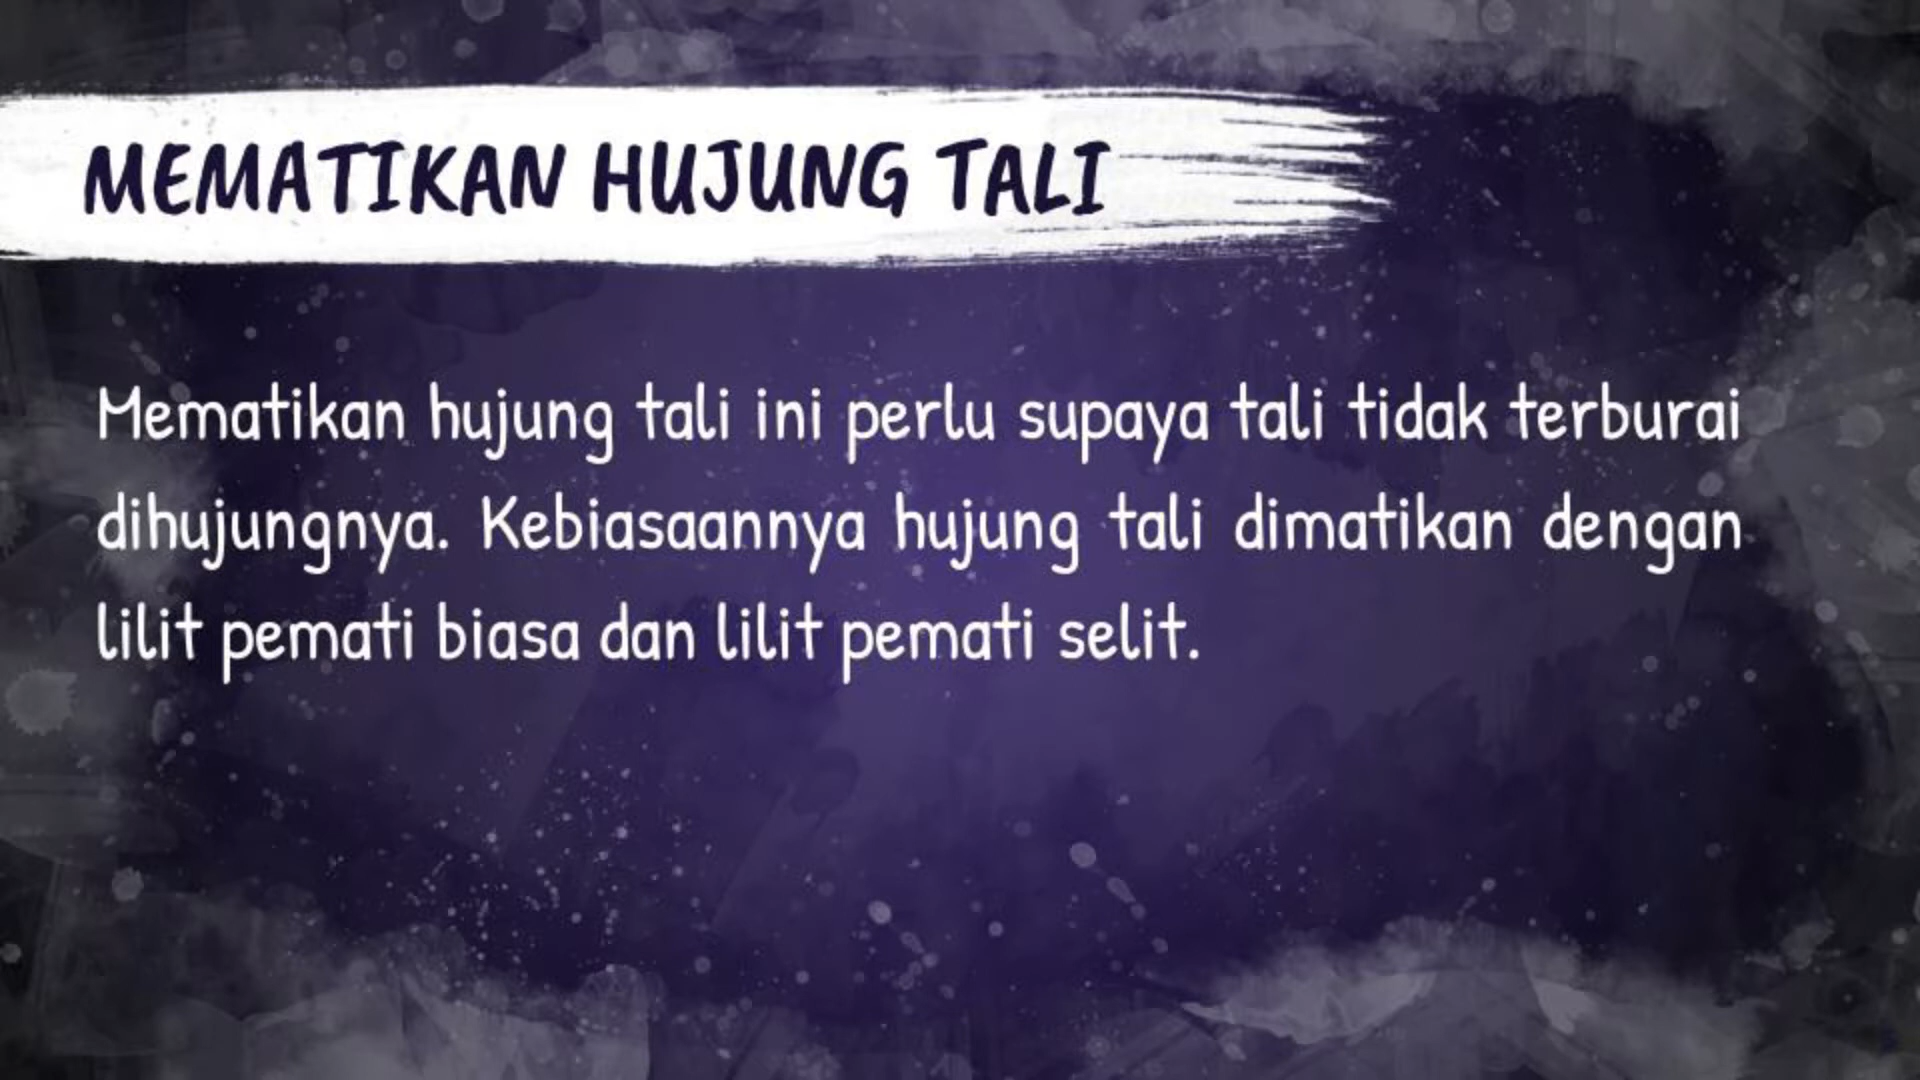 MEMATIKAN HUJUNG TALI
Mematikan hujung tali ini perlu supaya tali tidak terburai
dihujungnya. Kebiasaannya hujung tali dimatikan dengan
lilit pemati biasa dan lilit pemati selit.